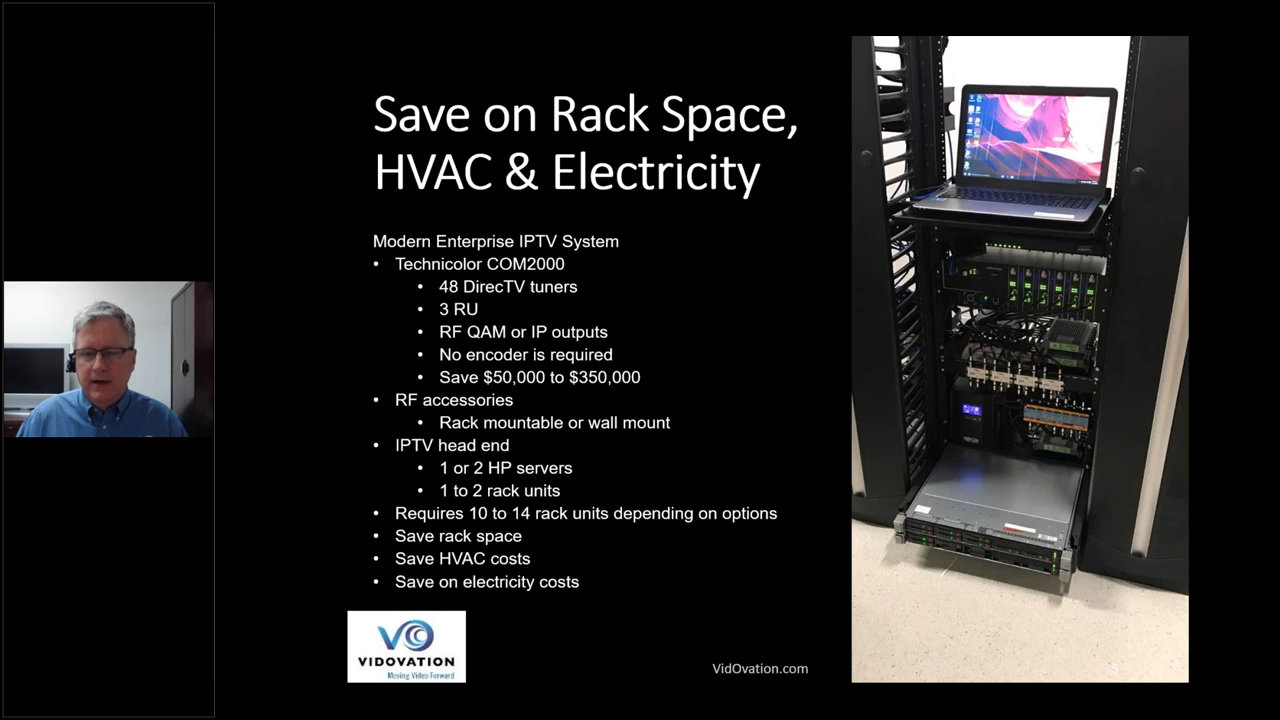 Save on Rack Space,
HVAC & Electricity
Modern Enterprise IPTV System
• Technicolor COM2000
• 48 DirecTV tuners
• 3 RU
• RF QAM or IP outputs
• No encoder is required
• Save $50,000 to $350,000
• RF accessories
• Rack mountable or wall mount
• IPTV head end
• 1 or 2 HP servers
• 1 to 2 rack units
• Requires 10 to 14 rack units depending on options
• Save rack space
• Save HVAC costs
• Save on electricity costs
VO
VIDOVATION
Moving Video Forward
VidOvation.com
5